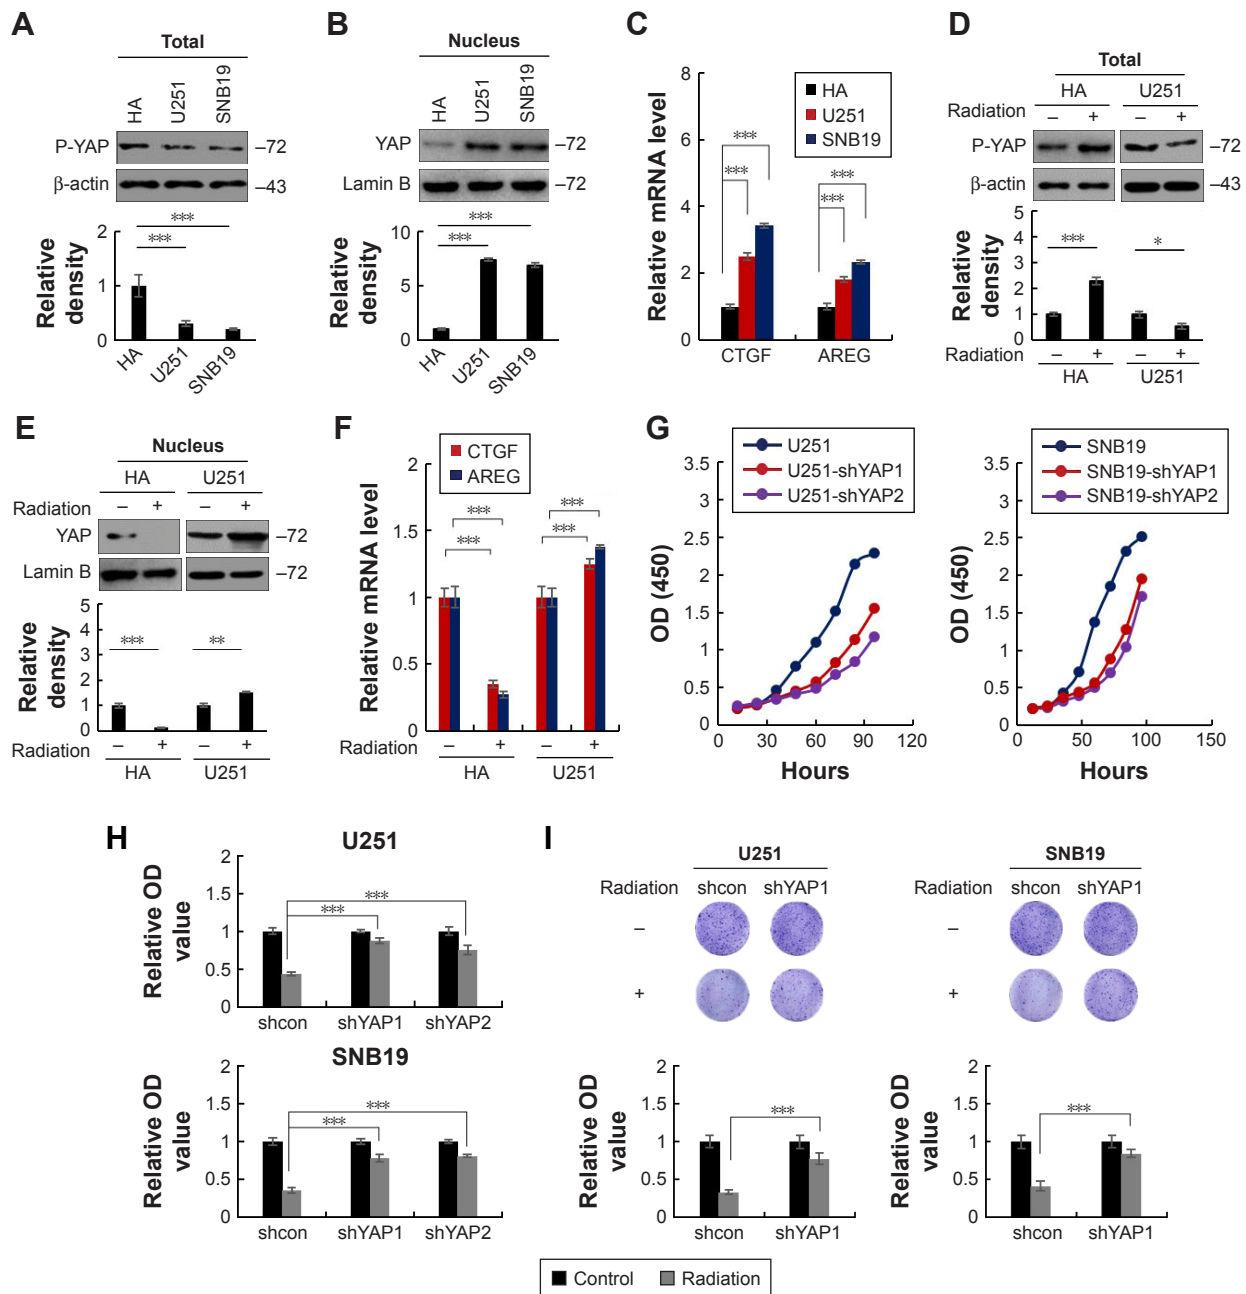 A
Total
HA
U251
SNB19
P-YAP
–72
β-actin
–43
***
***
Relative density
2
1
0
HA
U251
SNB19
B
Nucleus
HA
U251
SNB19
YAP
–72
Lamin B
–72
***
***
Relative density
10
5
0
HA
U251
SNB19
C
Relative mRNA level
8
6
4
2
0
HA
U251
SNB19
***
***
***
***
CTGF
AREG
D
Total
HA
U251
Radiation
– + – +
P-YAP
–72
β-actin
–43
Relative density
5
4
3
2
1
0
***
*
Radiation
– + – +
HA
U251
E
Nucleus
HA
U251
Radiation
– + – +
YAP
–72
Lamin B
–72
Relative density
5
4
3
2
1
0
***
**
Radiation
– + – +
HA
U251
F
CTGF
AREG
Relative mRNA level
2
1.5
1
0.5
0
***
***
***
***
Radiation
– + – +
HA
U251
G
U251
U251-shYAP1
U251-shYAP2
OD (450)
3.5
3
2.5
2
1.5
1
0.5
0
0 30 60 90 120
Hours
SNB19
SNB19-shYAP1
SNB19-shYAP2
OD (450)
3.5
3
2.5
2
1.5
1
0.5
0
0 50 100 150
Hours
H
U251
Relative OD value
2
1.5
1
0.5
0
***
***
shcon shYAP1 shYAP2
SNB19
Relative OD value
2
1.5
1
0.5
0
***
***
shcon shYAP1 shYAP2
I
U251
Radiation shcon shYAP1
–
+
Relative OD value
2
1.5
1
0.5
0
***
shcon shYAP1
SNB19
Radiation shcon shYAP1
–
+
Relative OD value
2
1.5
1
0.5
0
***
shcon shYAP1
Control Radiation